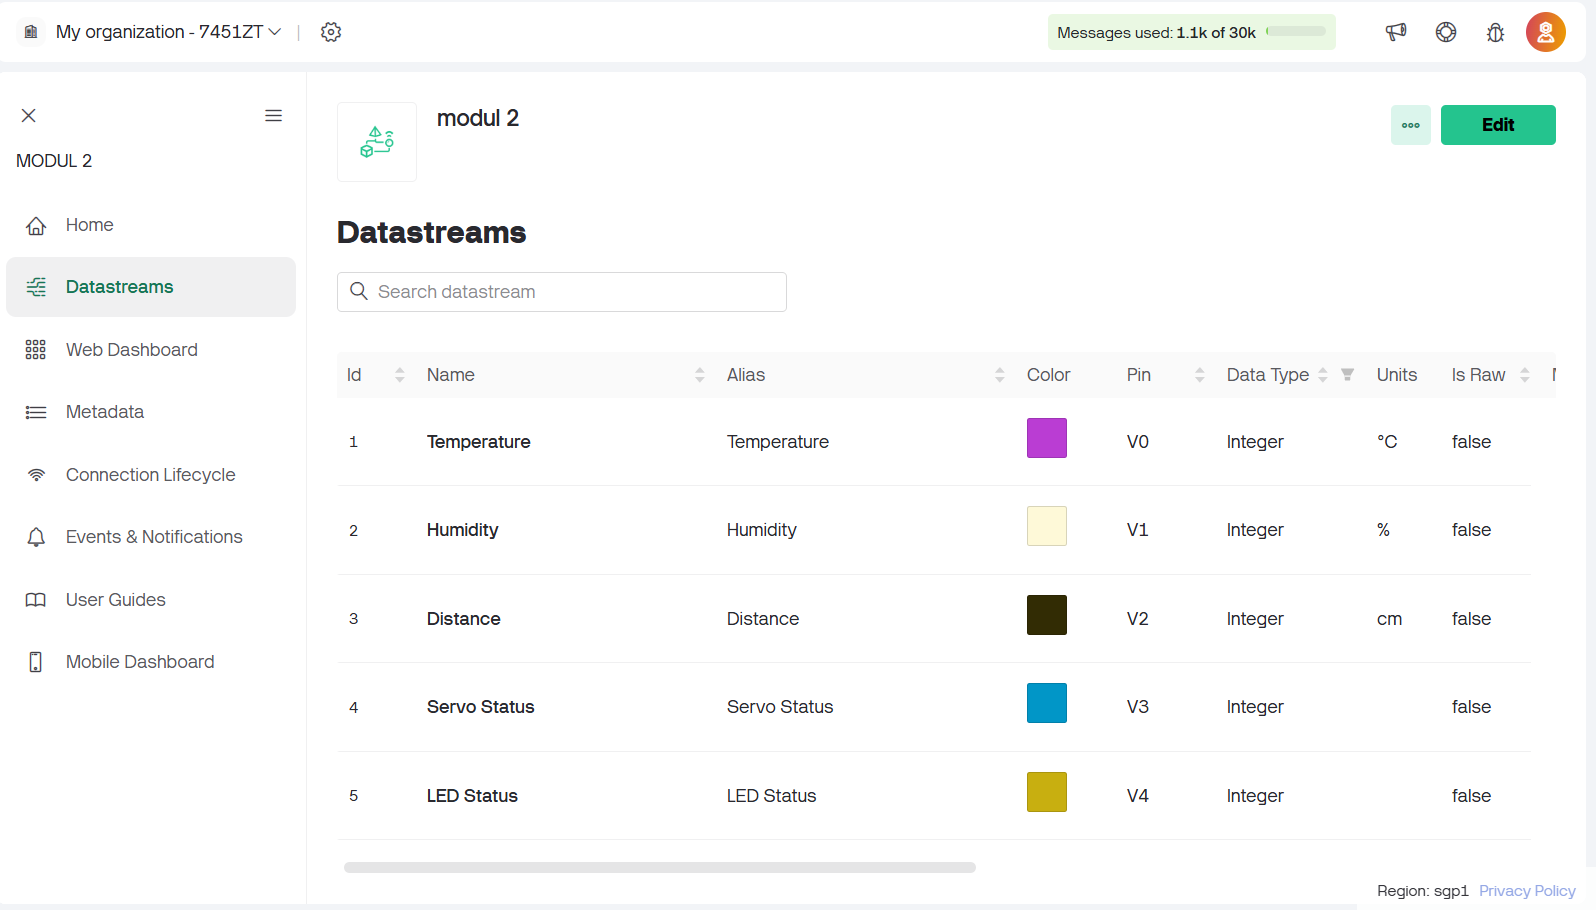 My organization - 7451ZT
Messages used: 1.1k of 30k
MODUL 2
Home
Datastreams
Web Dashboard
Metadata
Connection Lifecycle
Events & Notifications
User Guides
Mobile Dashboard
modul 2
Edit
Datastreams
Search datastream
Id Name Alias Color Pin Data Type Units Is Raw
1 Temperature Temperature V0 Integer °C false
2 Humidity Humidity V1 Integer % false
3 Distance Distance V2 Integer cm false
4 Servo Status Servo Status V3 Integer false
5 LED Status LED Status V4 Integer false
Region: sgp1 Privacy Policy